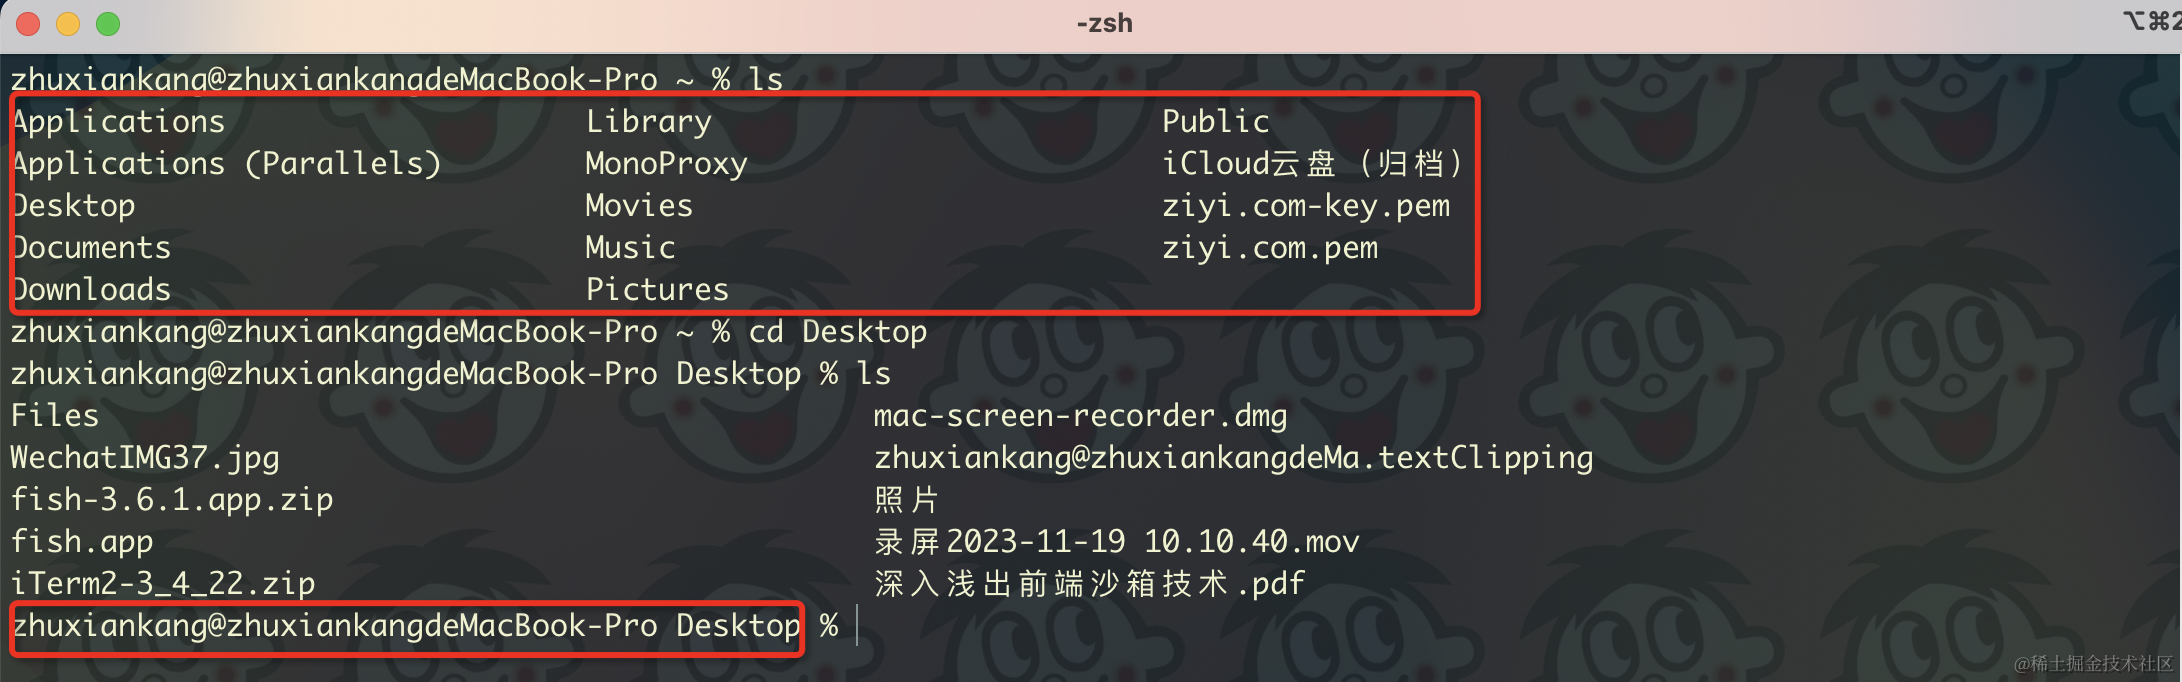 -zsh
⌥⌘2
zhuxiankang@zhuxiankangdeMacBook-Pro ~ % ls
Applications Library Public
Applications (Parallels) MonoProxy iCloud云盘（归档）
Desktop Movies ziyi.com-key.pem
Documents Music ziyi.com.pem
Downloads Pictures
zhuxiankang@zhuxiankangdeMacBook-Pro ~ % cd Desktop
zhuxiankang@zhuxiankangdeMacBook-Pro Desktop % ls
Files mac-screen-recorder.dmg
WechatIMG37.jpg zhuxiankang@zhuxiankangdeMa.textClipping
fish-3.6.1.app.zip 照片
fish.app 录屏2023-11-19 10.10.40.mov
iTerm2-3_4_22.zip 深入浅出前端沙箱技术.pdf
zhuxiankang@zhuxiankangdeMacBook-Pro Desktop %
@稀土掘金技术社区